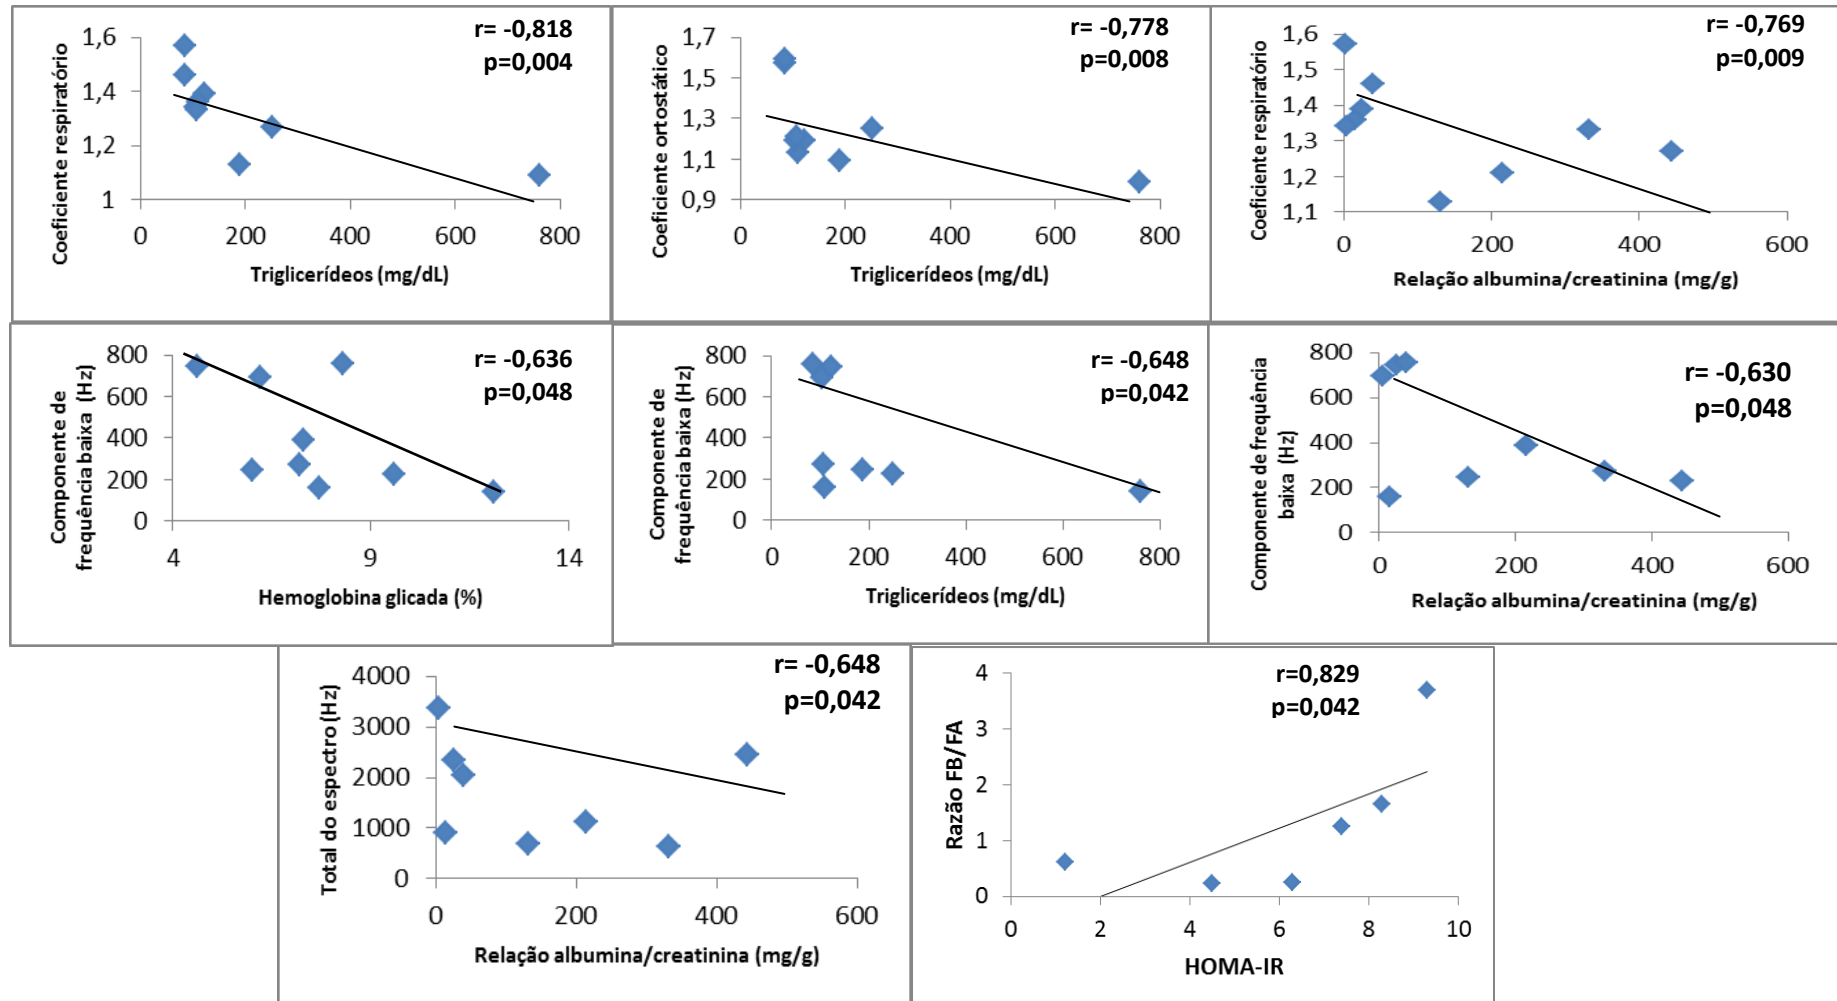 r= -0,818
p=0,004
Coeficiente respiratório
1,6
1,4
1,2
1
0 200 400 600 800
Triglicerídeos (mg/dL)
r= -0,778
p=0,008
Coeficiente ortostático
1,7
1,5
1,3
1,1
0,9
0 200 400 600 800
Triglicerídeos (mg/dL)
r= -0,769
p=0,009
Coeficiente respiratório
1,6
1,5
1,4
1,3
1,2
1,1
0 200 400 600
Relação albumina/creatinina (mg/g)
r= -0,636
p=0,048
Componente de
frequência baixa (Hz)
800
600
400
200
0
4 9 14
Hemoglobina glicada (%)
r= -0,648
p=0,042
Componente de
frequência baixa (Hz)
800
600
400
200
0
0 200 400 600 800
Triglicerídeos (mg/dL)
r= -0,630
p=0,048
Componente de frequência
baixa (Hz)
800
600
400
200
0
0 200 400 600
Relação albumina/creatinina (mg/g)
r= -0,648
p=0,042
Total do espectro (Hz)
4000
3000
2000
1000
0
0 200 400 600
Relação albumina/creatinina (mg/g)
r=0,829
p=0,042
Razão FB/FA
4
3
2
1
0
0 2 4 6 8 10
HOMA-IR